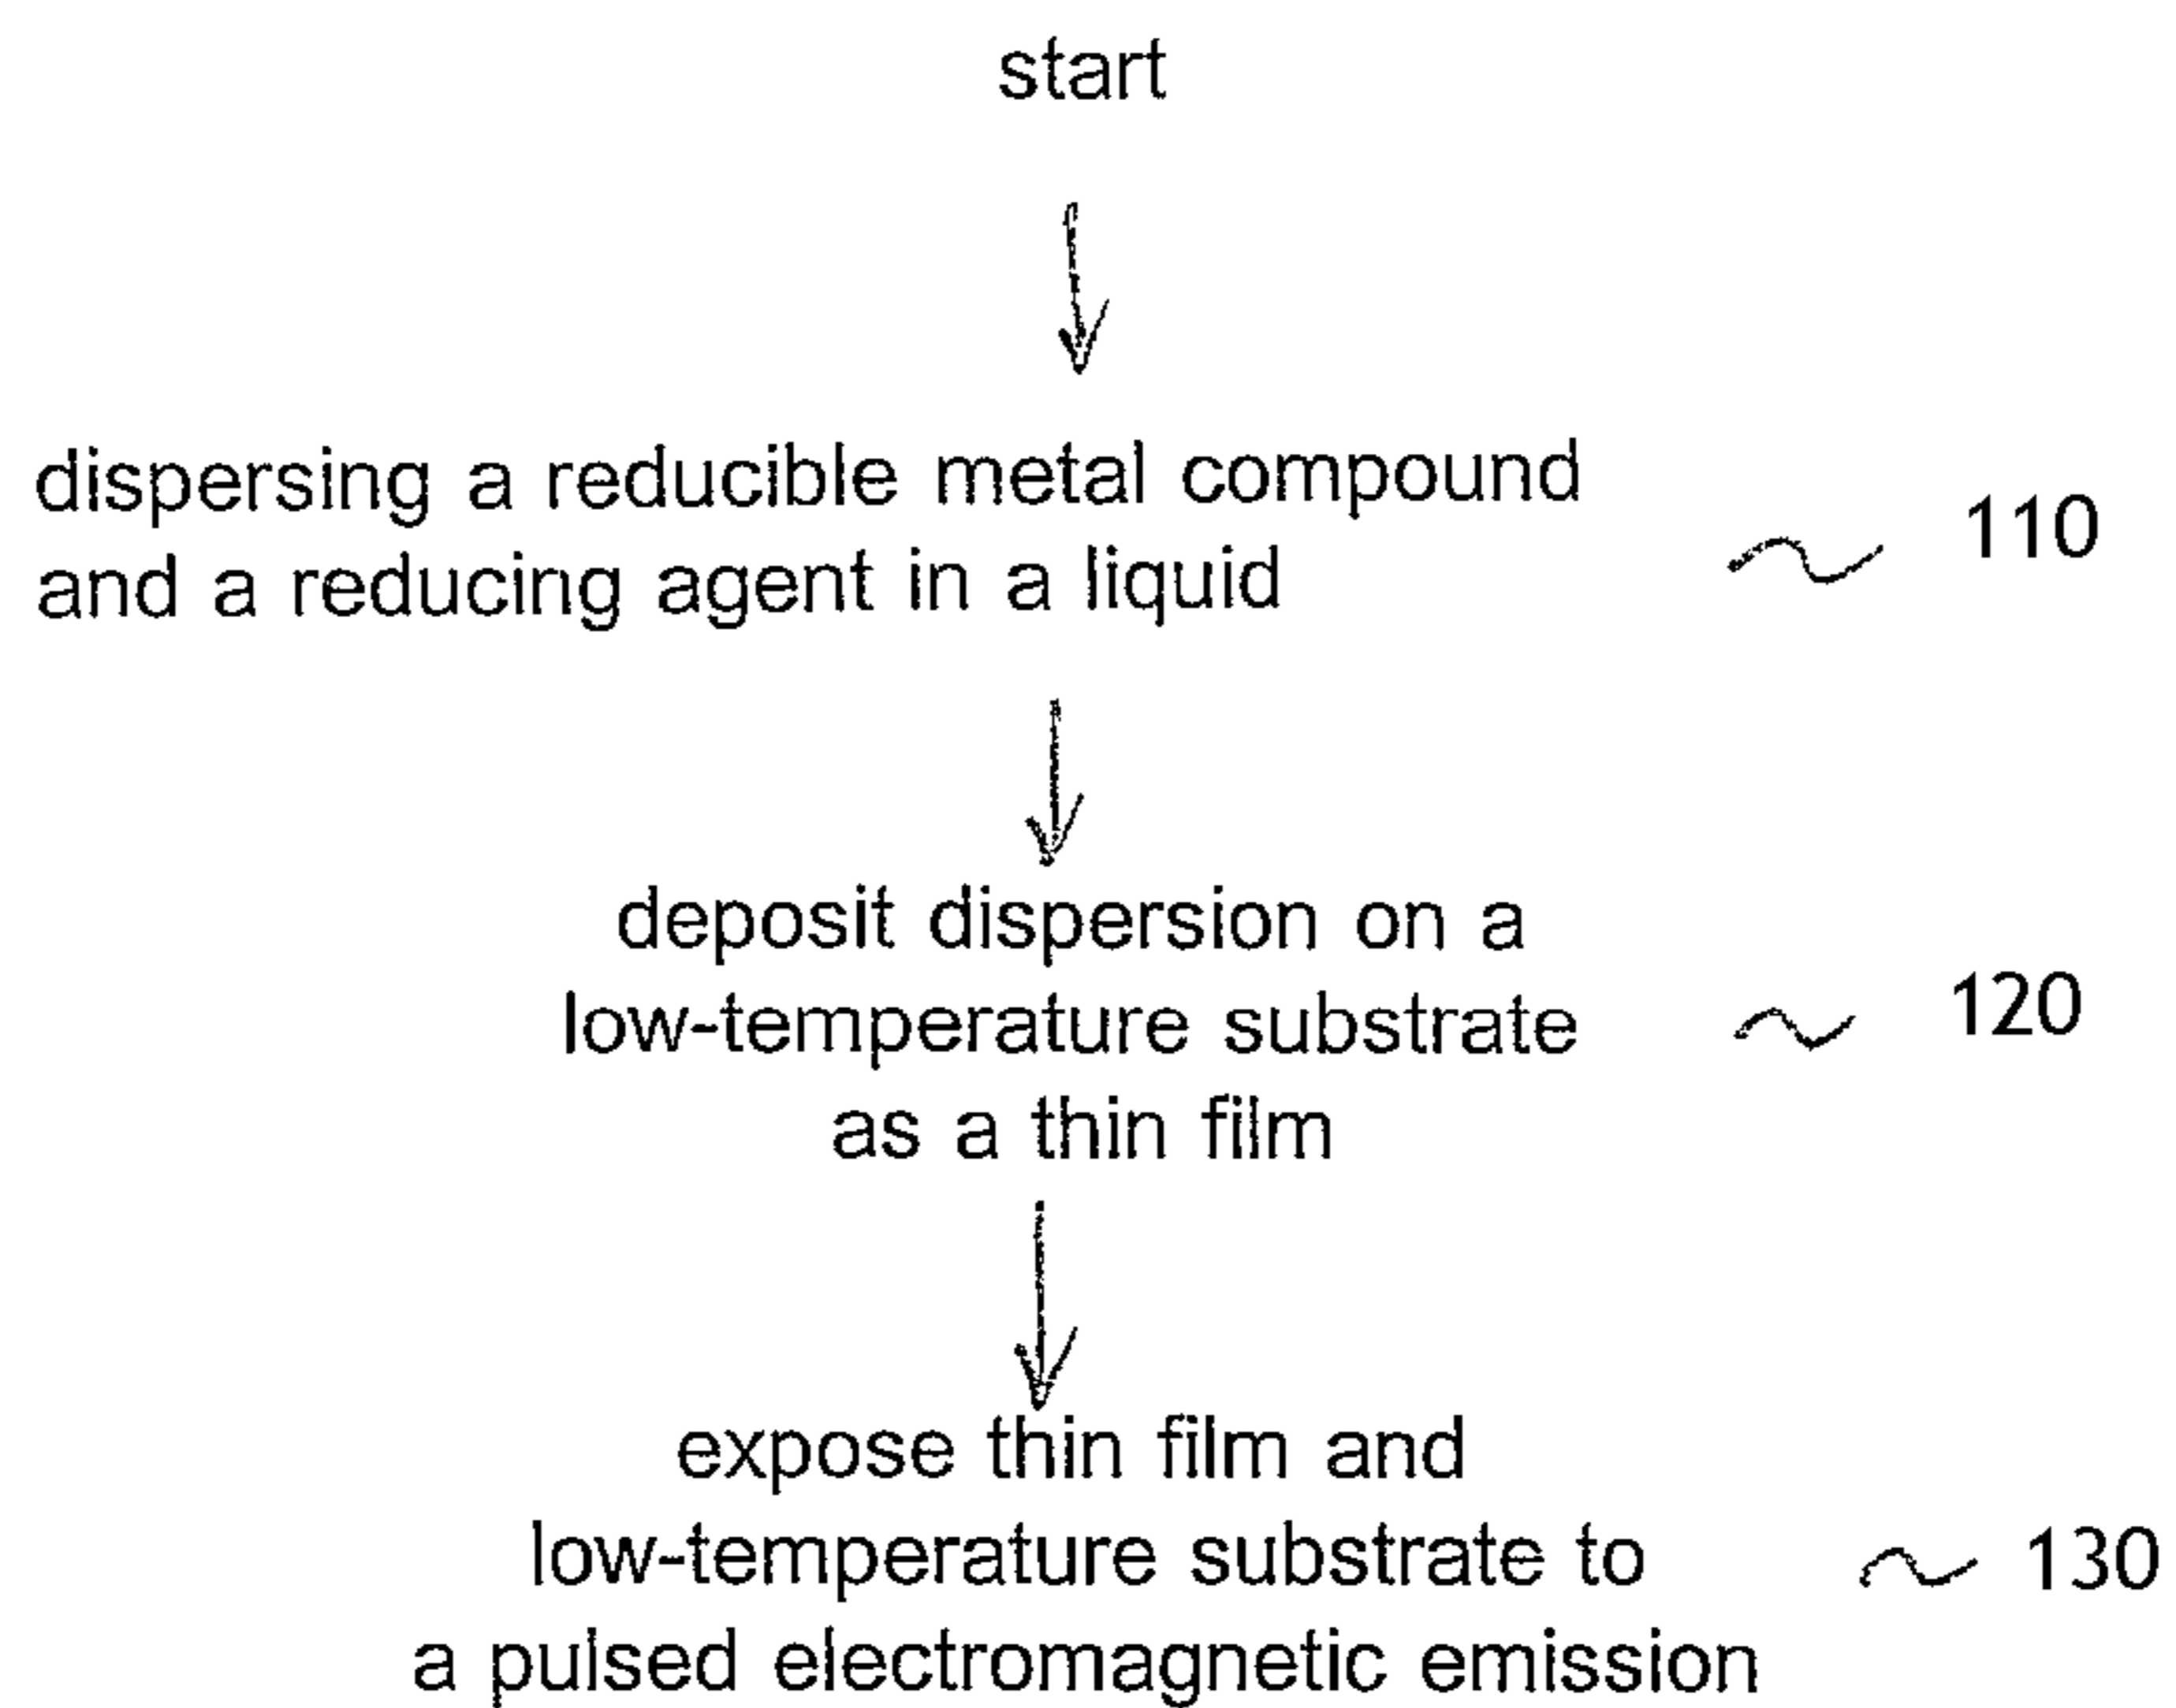 start
dispersing a reducible metal compound
and a reducing agent in a liquid
110
deposit dispersion on a
low-temperature substrate
as a thin film
120
expose thin film and
low-temperature substrate to
a pulsed electromagnetic emission
130